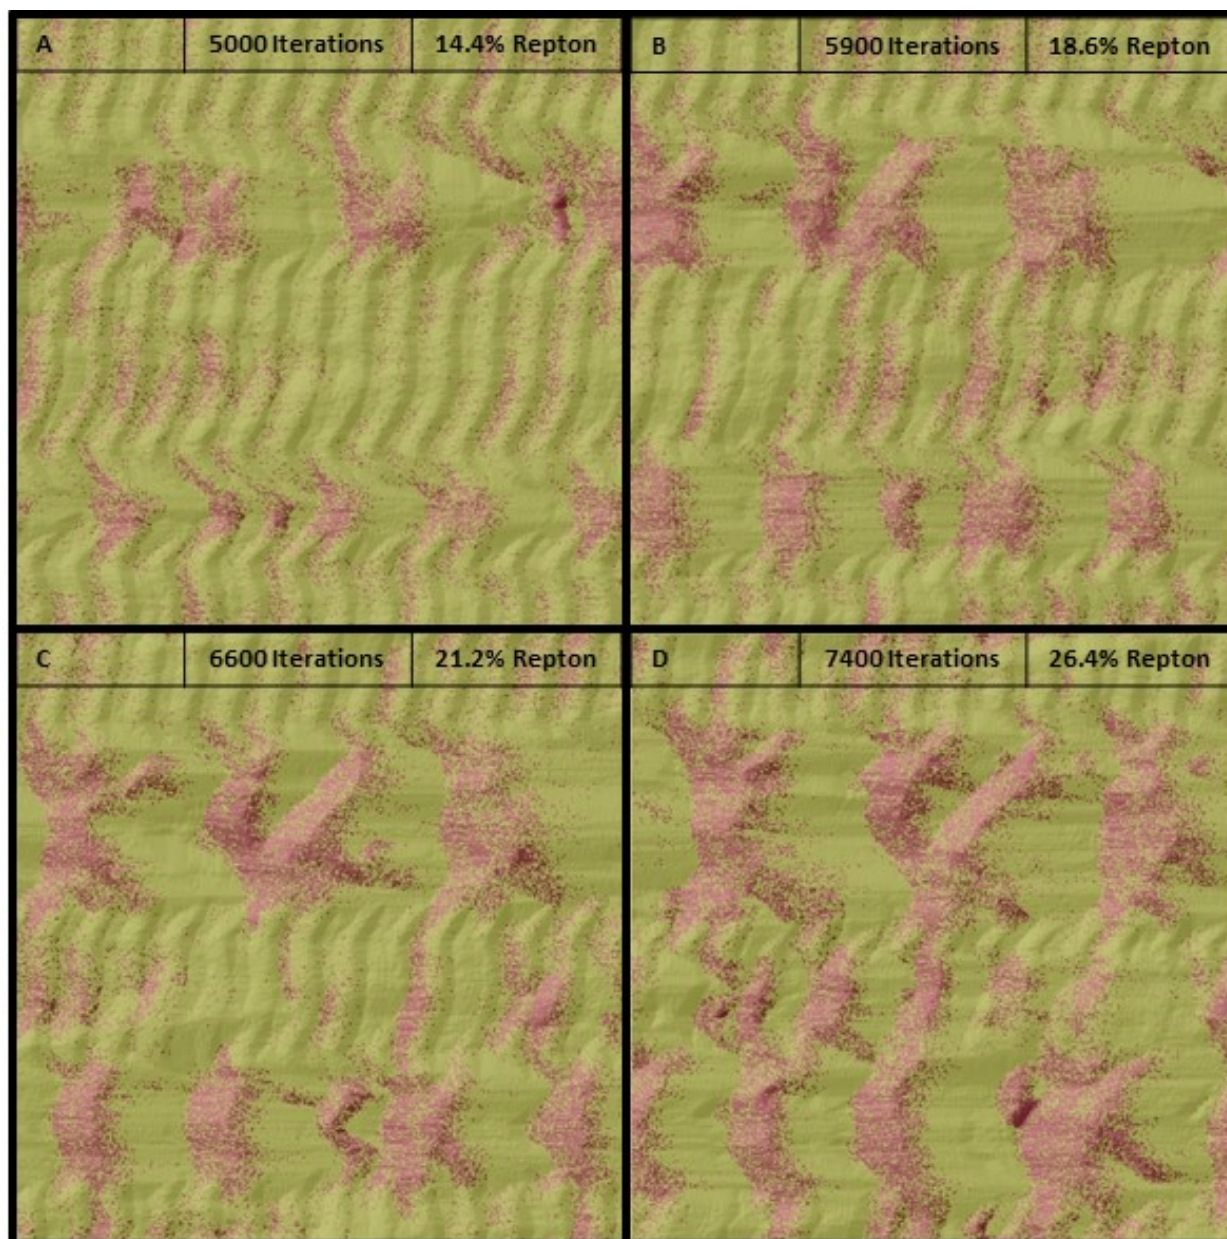 A 5000 Iterations 14.4% Repton
B 5900 Iterations 18.6% Repton
C 6600 Iterations 21.2% Repton
D 7400 Iterations 26.4% Repton